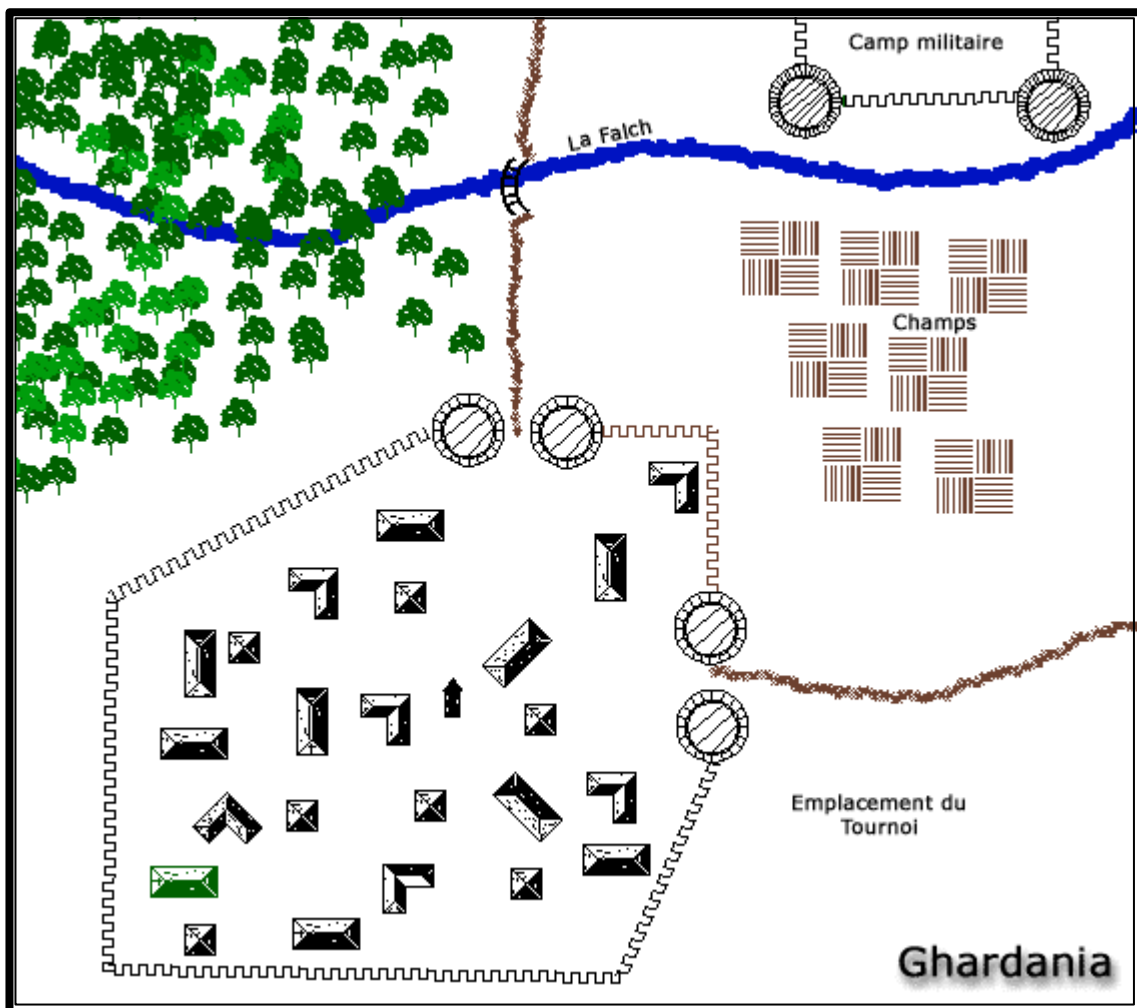 Camp militaire
La Falch
Champs
Emplacement du
Tournoi
Ghardania